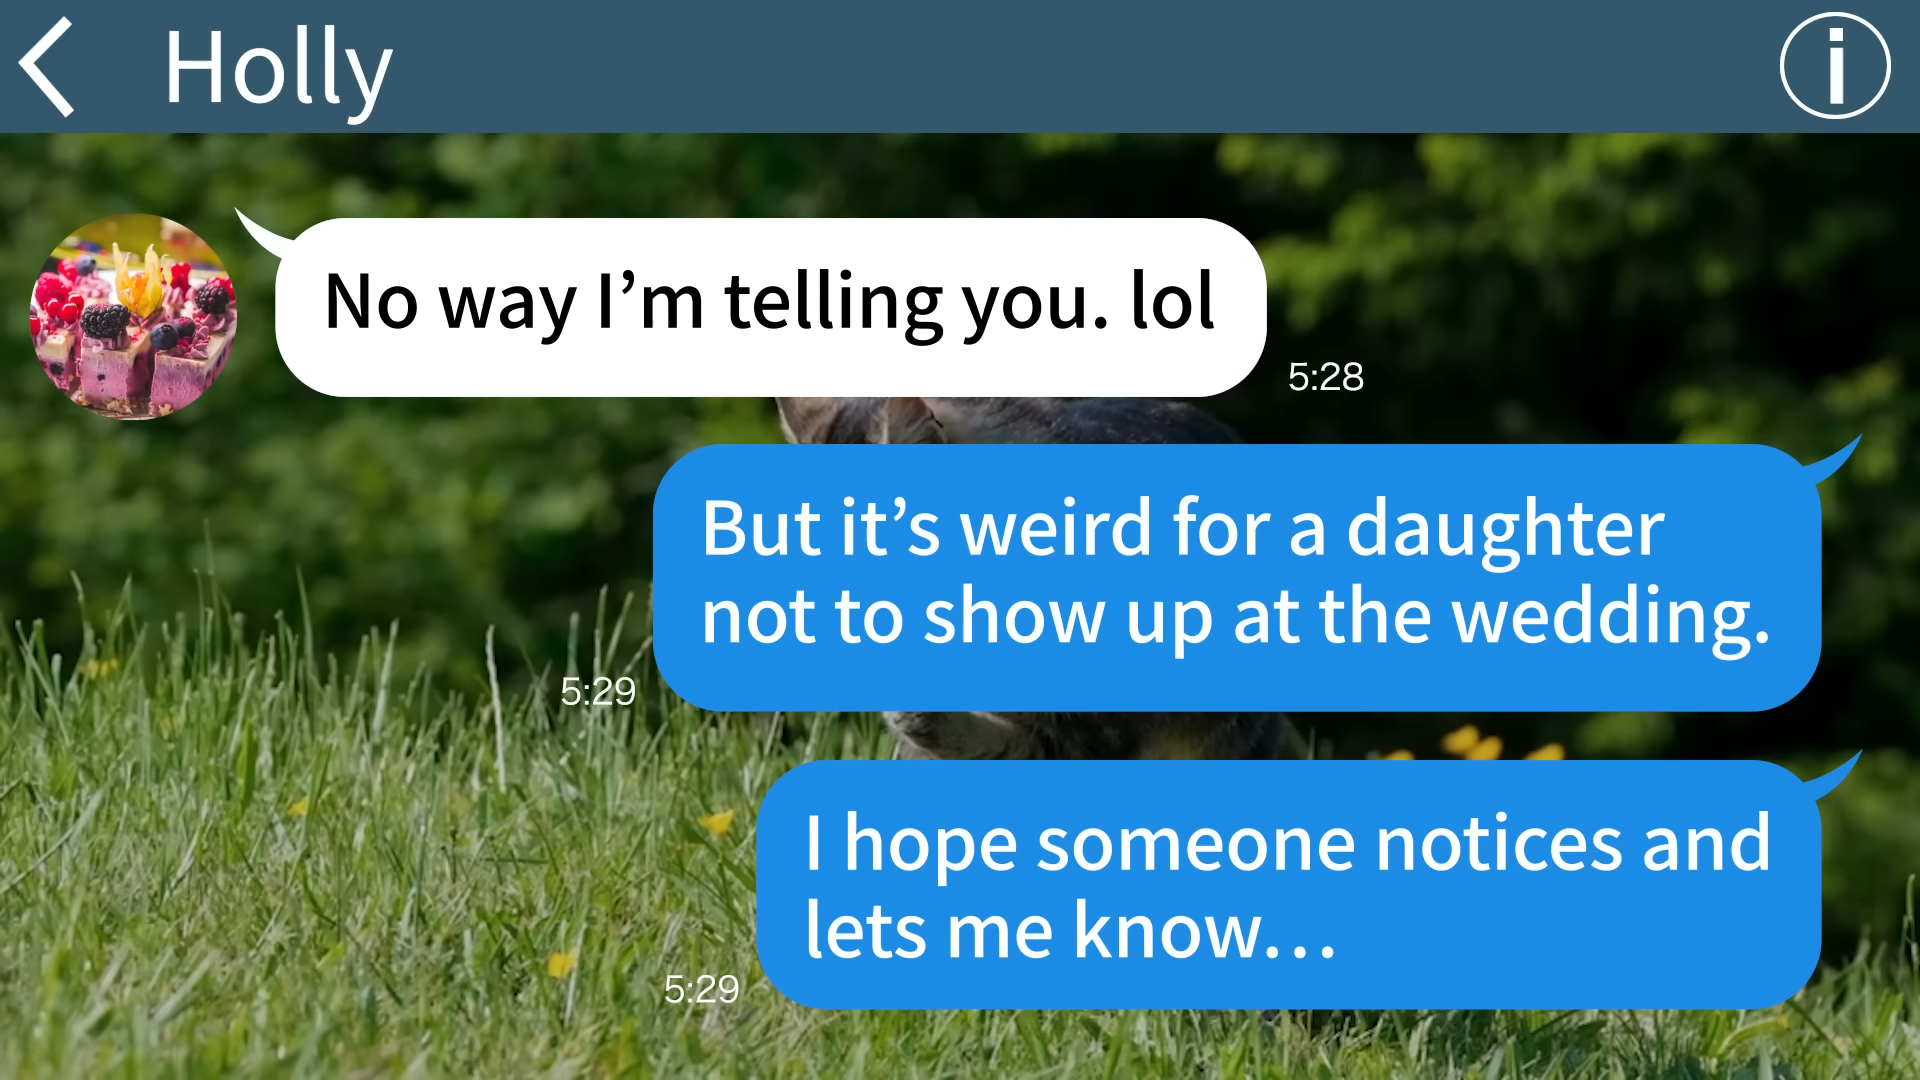 Holly
No way I’m telling you. lol
5:28
But it’s weird for a daughter
not to show up at the wedding.
5:29
I hope someone notices and
lets me know…
5:29